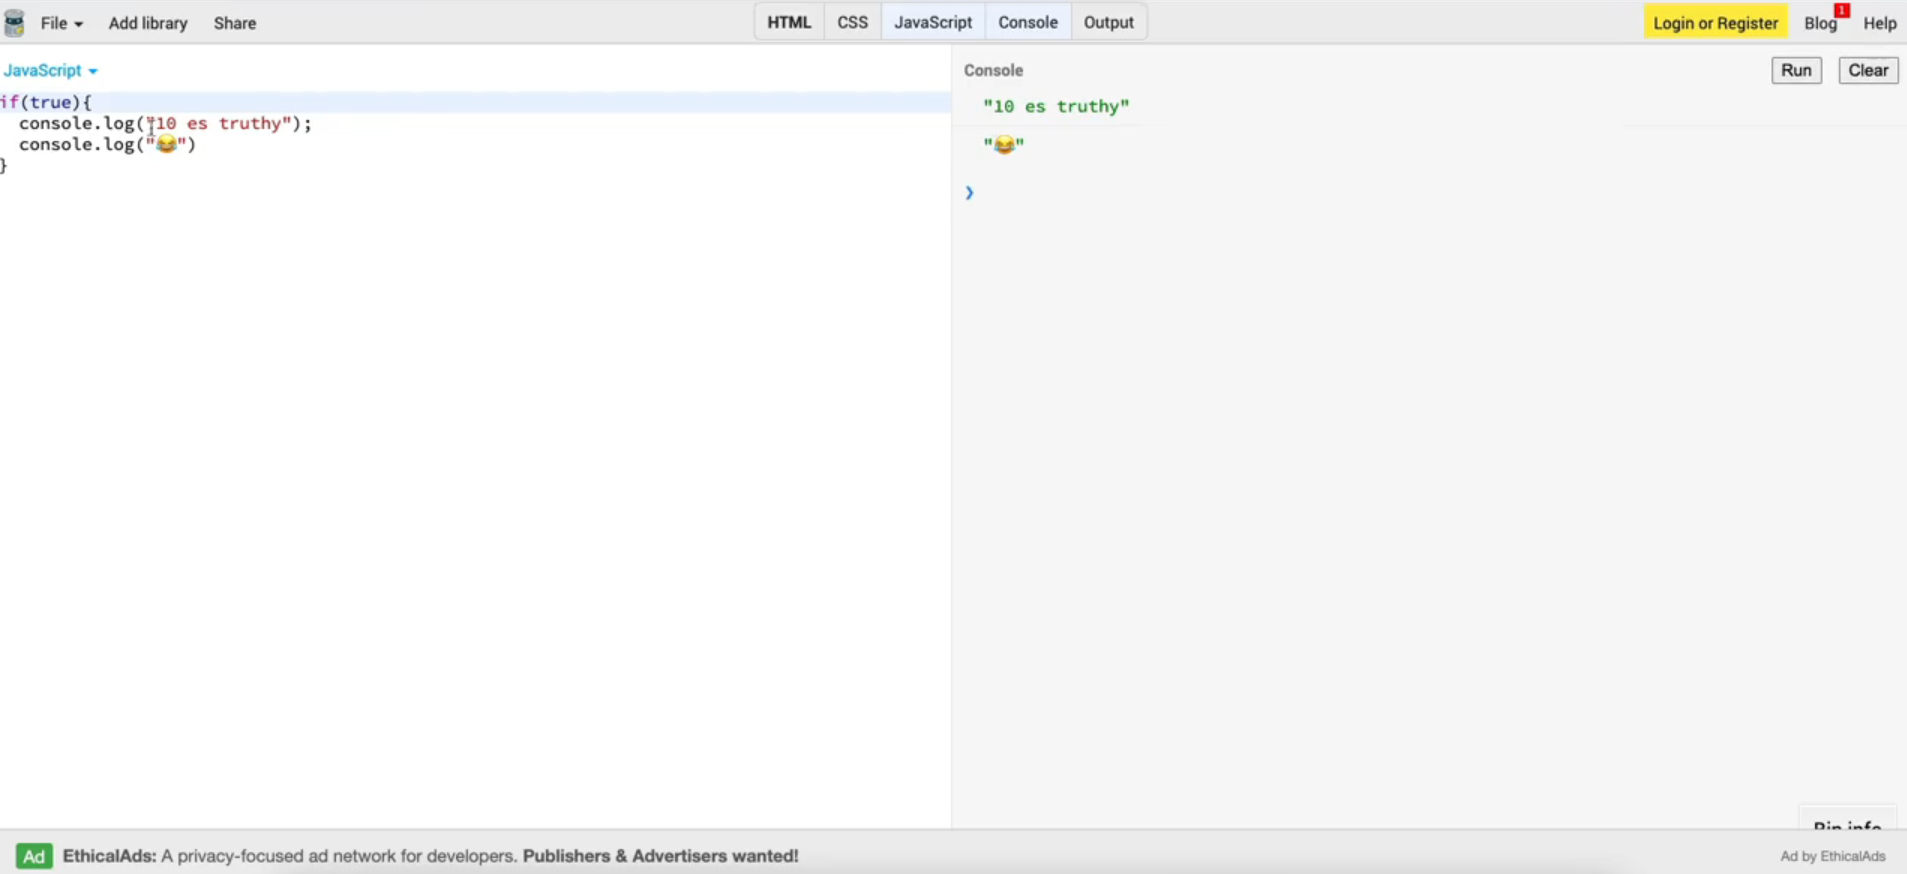 File Add library Share HTML CSS JavaScript Console Output Login or Register Blog 1 Help
JavaScript
if(true){
console.log("10 es truthy");
console.log("😂")
}
Console Run Clear
"10 es truthy"
"😂"
❯
Bin info
Ad EthicalAds: A privacy-focused ad network for developers. Publishers & Advertisers wanted! Ad by EthicalAds